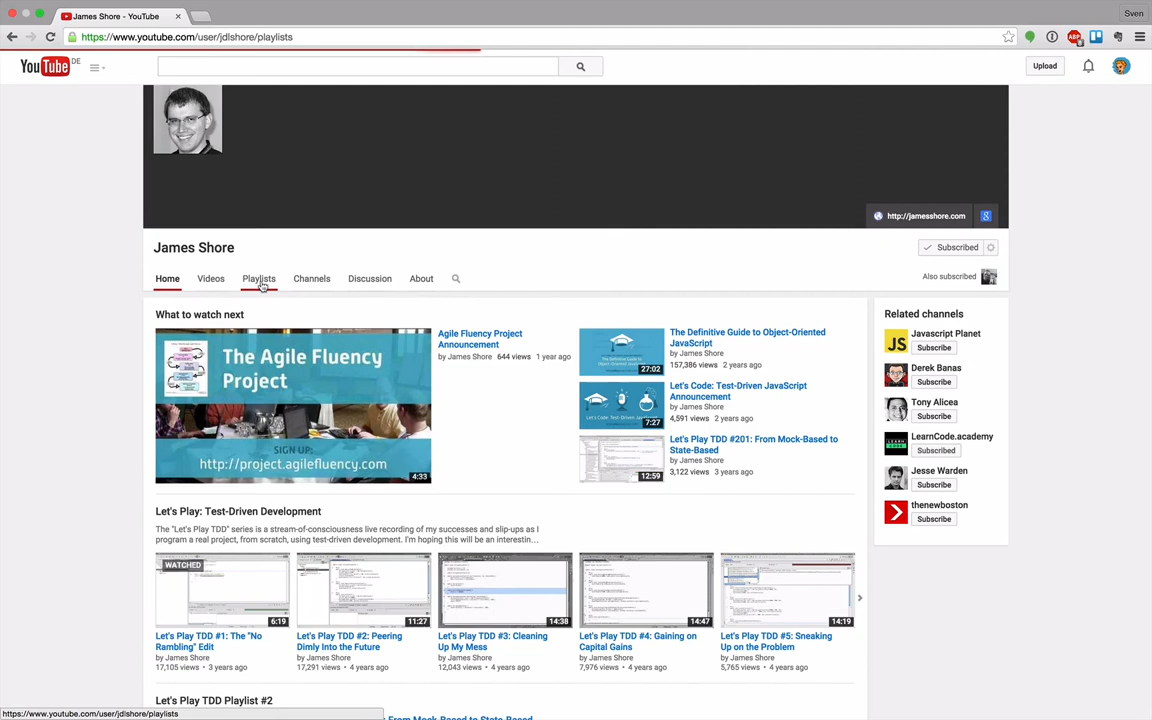 James Shore - YouTube
Sven
https://www.youtube.com/user/jdlshore/playlists
ABP
YouTube DE
Upload
http://jamesshore.com
James Shore
Subscribed
Home Videos Playlists Channels Discussion About
Also subscribed
What to watch next
The Agile Fluency
Project
SIGN UP:
http://project.agilefluency.com
4:33
Agile Fluency Project
Announcement
by James Shore 644 views 1 year ago
27:02
The Definitive Guide to Object-Oriented
JavaScript
by James Shore
157,386 views 2 years ago
7:27
Let's Code: Test-Driven JavaScript
Announcement
by James Shore
4,591 views 2 years ago
12:59
Let's Play TDD #201: From Mock-Based to
State-Based
by James Shore
3,122 views 3 years ago
Related channels
JS
Javascript Planet
Subscribe
Derek Banas
Subscribe
Tony Alicea
Subscribe
LEARN
CODE
LearnCode.academy
Subscribed
Jesse Warden
Subscribe
thenewboston
Subscribe
Let's Play: Test-Driven Development
The "Let's Play TDD" series is a stream-of-consciousness live recording of my successes and slip-ups as I
program a real project, from scratch, using test-driven development. I'm hoping this will be an interestin...
WATCHED
6:19
Let's Play TDD #1: The "No
Rambling" Edit
by James Shore
17,105 views • 3 years ago
11:27
Let's Play TDD #2: Peering
Dimly Into the Future
by James Shore
17,291 views • 4 years ago
14:38
Let's Play TDD #3: Cleaning
Up My Mess
by James Shore
12,043 views • 4 years ago
14:47
Let's Play TDD #4: Gaining on
Capital Gains
by James Shore
7,976 views • 4 years ago
14:19
Let's Play TDD #5: Sneaking
Up on the Problem
by James Shore
5,765 views • 4 years ago
Let's Play TDD Playlist #2
https://www.youtube.com/user/jdlshore/playlists
From Mock-Based to State-Based